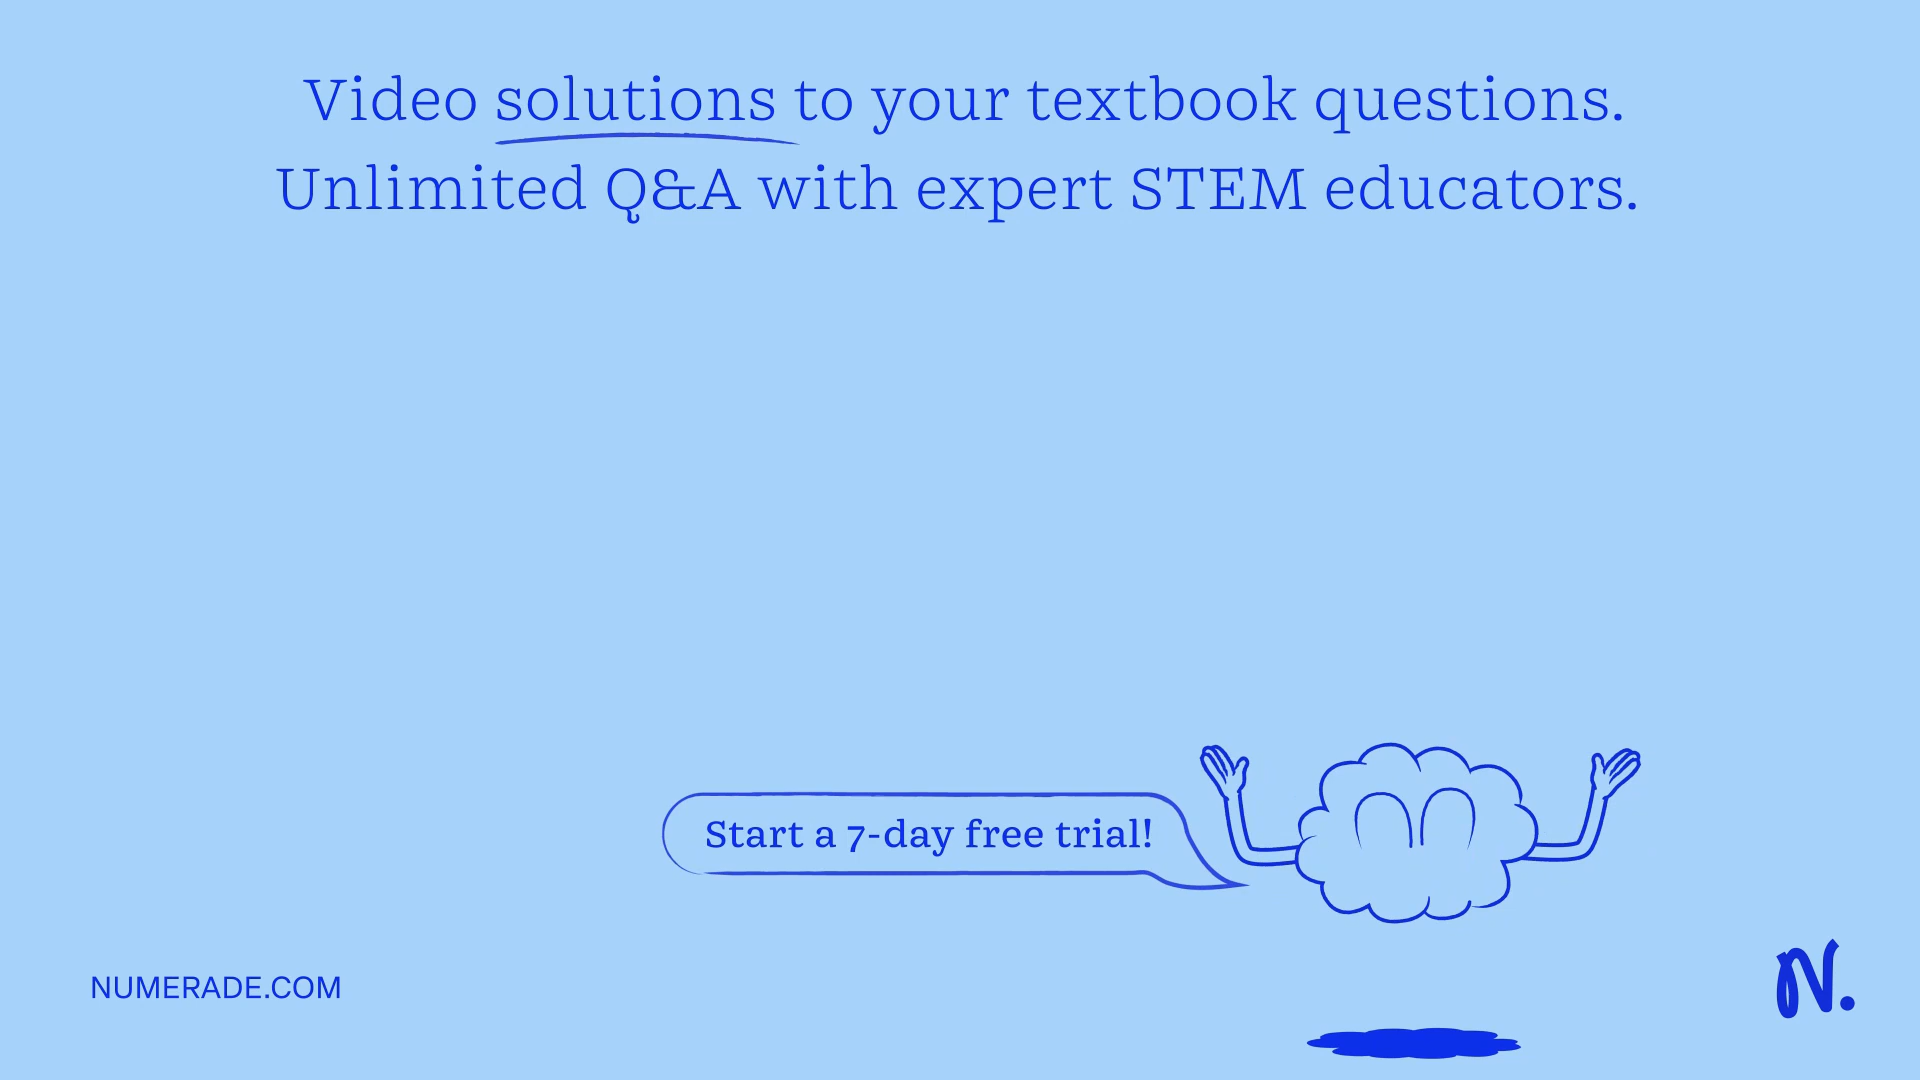 Video solutions to your textbook questions.
Unlimited Q&A with expert STEM educators.
Start a 7-day free trial!
NUMERADE.COM
N.